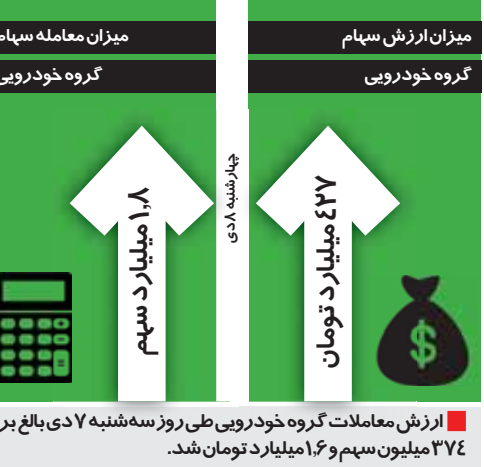 میزان ارزش سهام
گروه خودرویی
۴۲۷ میلیارد تومان
$
چهارشنبه ۸ دی
میزان معامله سهام
گروه خودرویی
۱,۸ میلیارد سهم
ارزش معاملات گروه خودرویی طی روز سه‌شنبه ۷ دی بالغ بر
۳۷۴ میلیون سهم و ۱,۶ میلیارد تومان شد.